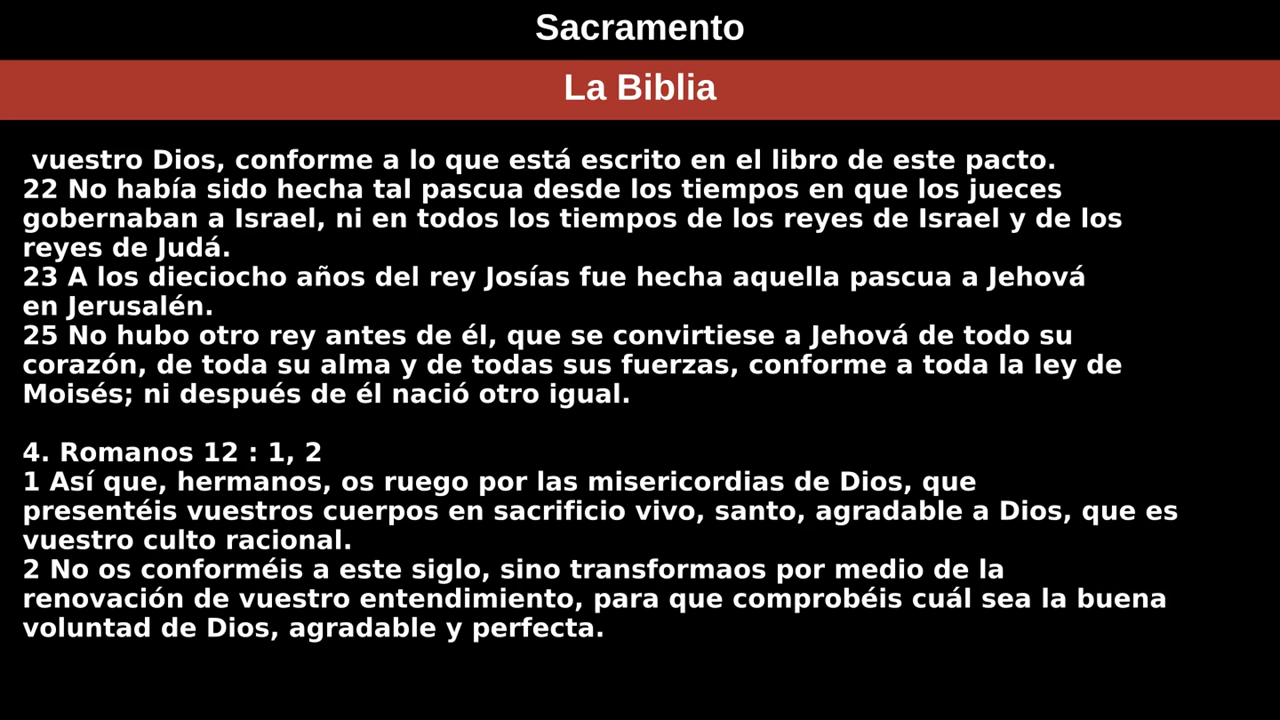 Sacramento
La Biblia
vuestro Dios, conforme a lo que está escrito en el libro de este pacto.
22 No había sido hecha tal pascua desde los tiempos en que los jueces
gobernaban a Israel, ni en todos los tiempos de los reyes de Israel y de los
reyes de Judá.
23 A los dieciocho años del rey Josías fue hecha aquella pascua a Jehová
en Jerusalén.
25 No hubo otro rey antes de él, que se convirtiese a Jehová de todo su
corazón, de toda su alma y de todas sus fuerzas, conforme a toda la ley de
Moisés; ni después de él nació otro igual.
4. Romanos 12 : 1, 2
1 Así que, hermanos, os ruego por las misericordias de Dios, que
presentéis vuestros cuerpos en sacrificio vivo, santo, agradable a Dios, que es
vuestro culto racional.
2 No os conforméis a este siglo, sino transformaos por medio de la
renovación de vuestro entendimiento, para que comprobéis cuál sea la buena
voluntad de Dios, agradable y perfecta.